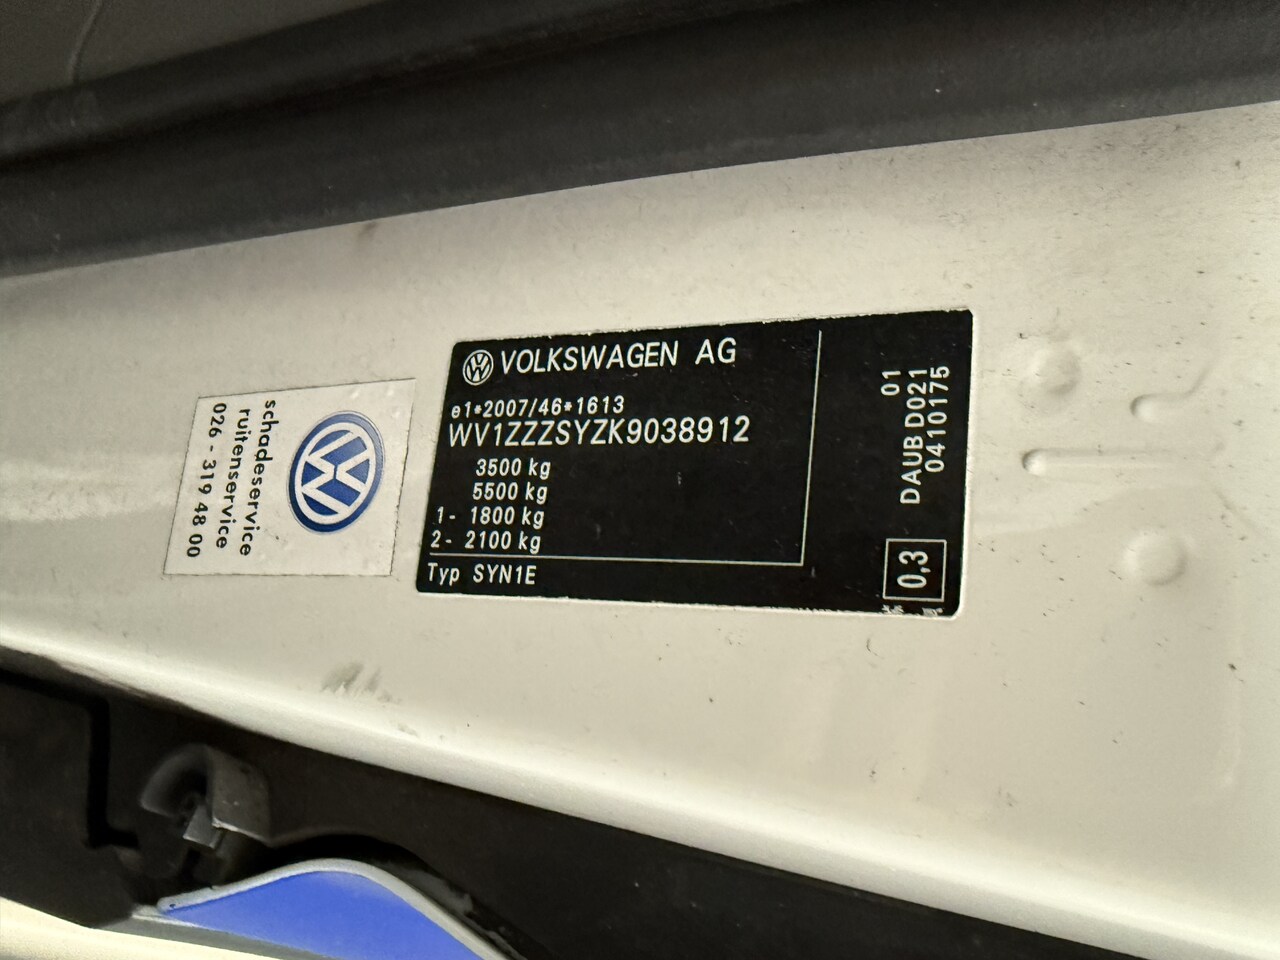 VOLKSWAGEN AG
e1*2007/46*1613
WV1ZZZSYZK9038912
3500 kg
5500 kg
1- 1800 kg
2- 2100 kg
Typ SYN1E
01
DAUB D021
0410175
0,3
schadeservice
ruitenservice
026 - 319 48 00